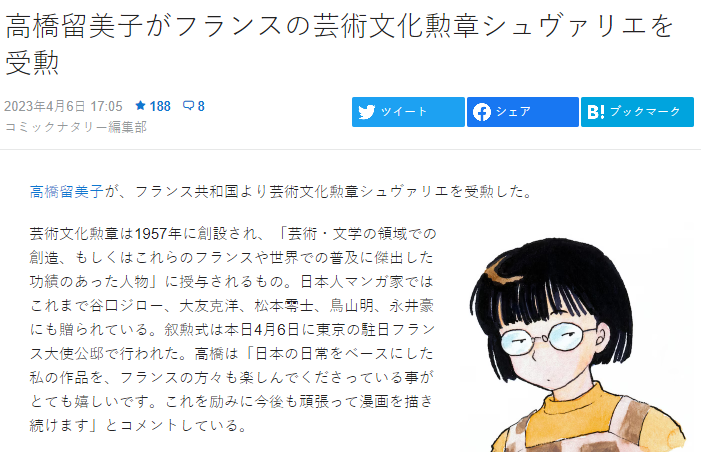 高橋留美子がフランスの芸術文化勲章シュヴァリエを
受勲
2023年4月6日 17:05 ★ 188 8
コミックナタリー編集部
ツイート
シェア
B! ブックマーク
高橋留美子が、フランス共和国より芸術文化勲章シュヴァリエを受勲した。
芸術文化勲章は1957年に創設され、「芸術・文学の領域での
創造、もしくはこれらのフランスや世界での普及に傑出した
功績のあった人物」に授与されるもの。日本人マンガ家では
これまで谷口ジロー、大友克洋、松本零士、鳥山明、永井豪
にも贈られている。叙勲式は本日4月6日に東京の駐日フラン
ス大使公邸で行われた。高橋は「日本の日常をベースにした
私の作品を、フランスの方々も楽しんでくださっている事が
とても嬉しいです。これを励みに今後も頑張って漫画を描き
続けます」とコメントしている。